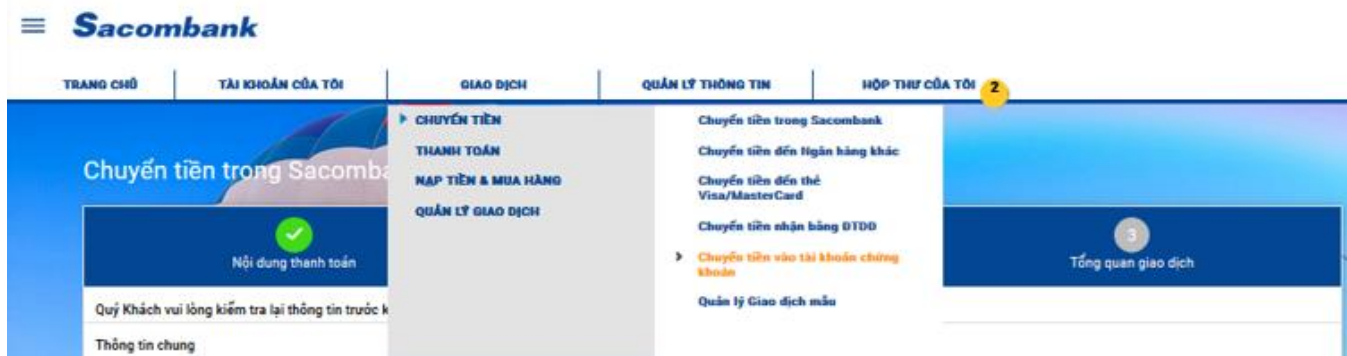 Sacombank
TRANG CHỦ TÀI KHOẢN CỦA TÔI GIAO DỊCH QUẢN LÝ THÔNG TIN HỘP THƯ CỦA TÔI 2
CHUYỂN TIỀN
THANH TOÁN
NẠP TIỀN & MUA HÀNG
QUẢN LÝ GIAO DỊCH
Chuyển tiền trong Sacombank
Chuyển tiền đến Ngân hàng khác
Chuyển tiền đến thẻ
Visa/MasterCard
Chuyển tiền nhận bằng ĐTDĐ
Chuyển tiền vào tài khoản chứng
khoán
Quản lý Giao dịch mẫu
Chuyển tiền trong Sacomba
Nội dung thanh toán
3
Tổng quan giao dịch
Quý Khách vui lòng kiểm tra lại thông tin trước k
Thông tin chung